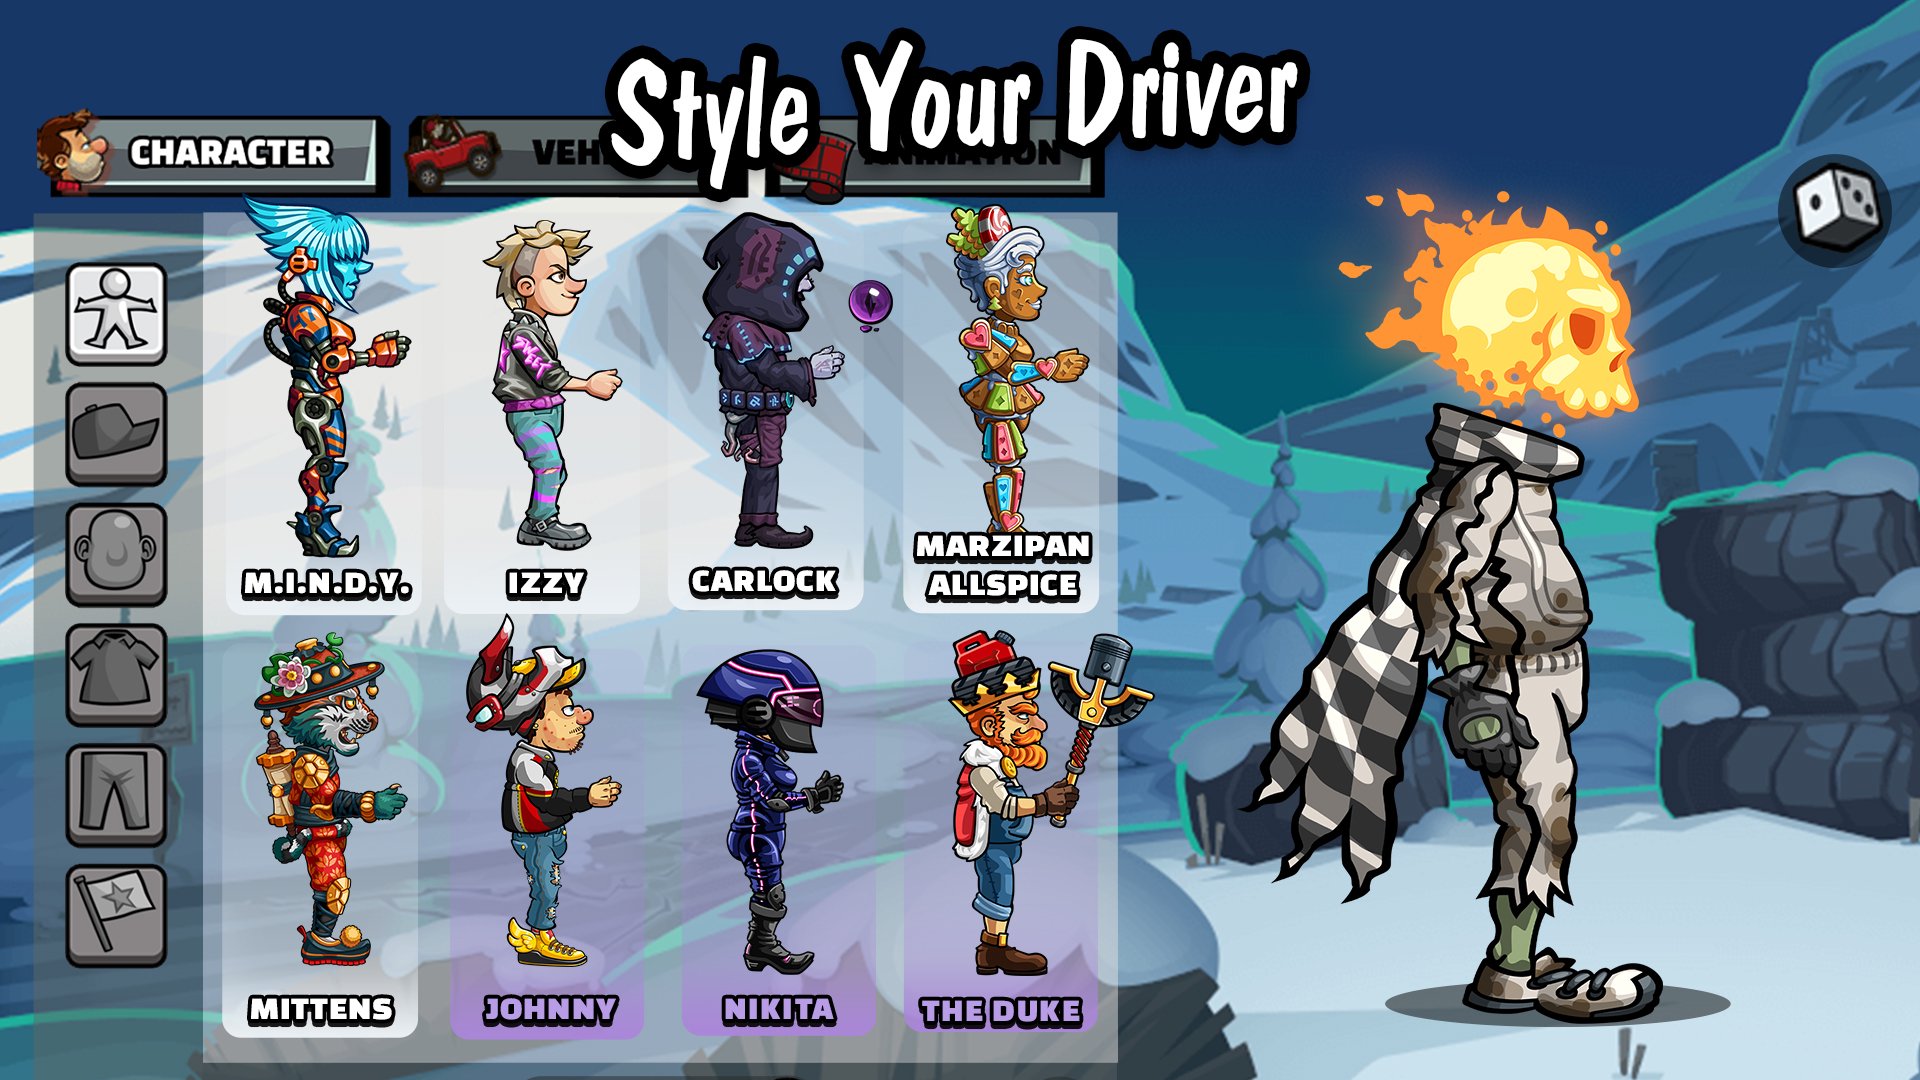 Style Your Driver
CHARACTER
M.I.N.D.Y.
IZZY
CARLOCK
MARZIPAN
ALLSPICE
MITTENS
JOHNNY
NIKITA
THE DUKE